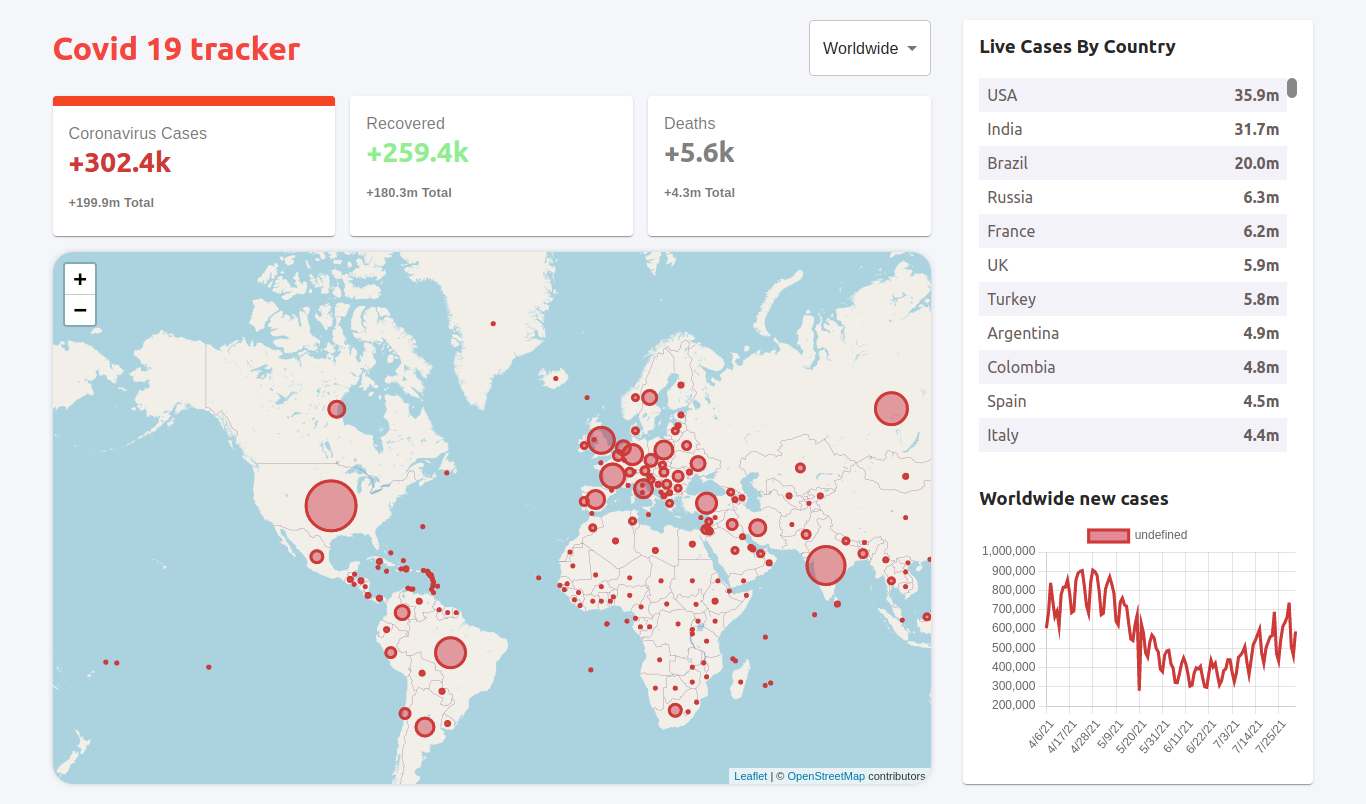 Covid 19 tracker
Worldwide
Coronavirus Cases
+302.4k
+199.9m Total
Recovered
+259.4k
+180.3m Total
Deaths
+5.6k
+4.3m Total
+
−
Leaflet | © OpenStreetMap contributors
Live Cases By Country
USA 35.9m
India 31.7m
Brazil 20.0m
Russia 6.3m
France 6.2m
UK 5.9m
Turkey 5.8m
Argentina 4.9m
Colombia 4.8m
Spain 4.5m
Italy 4.4m
Worldwide new cases
undefined
1,000,000
900,000
800,000
700,000
600,000
500,000
400,000
300,000
200,000
4/6/21 4/17/21 4/28/21 5/9/21 5/20/21 5/31/21 6/11/21 6/22/21 7/3/21 7/14/21 7/25/21